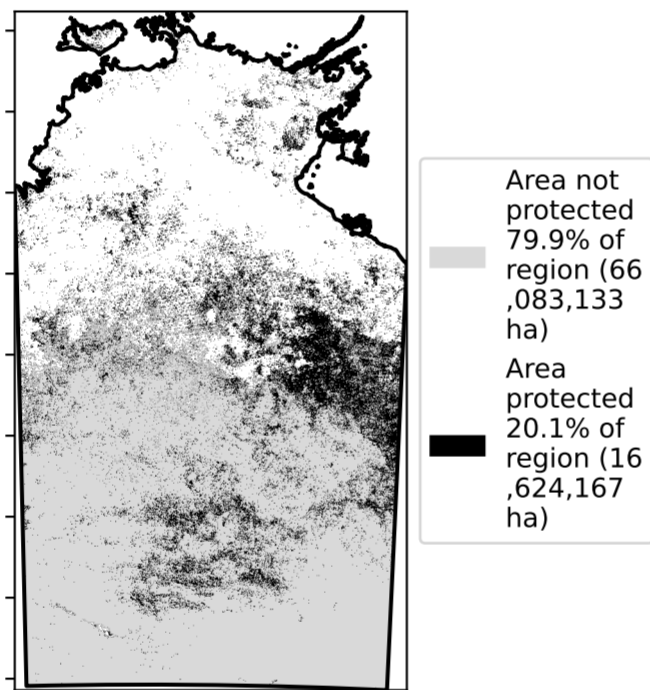 Area not
protected
79.9% of
region (66
,083,133
ha)
Area
protected
20.1% of
region (16
,624,167
ha)